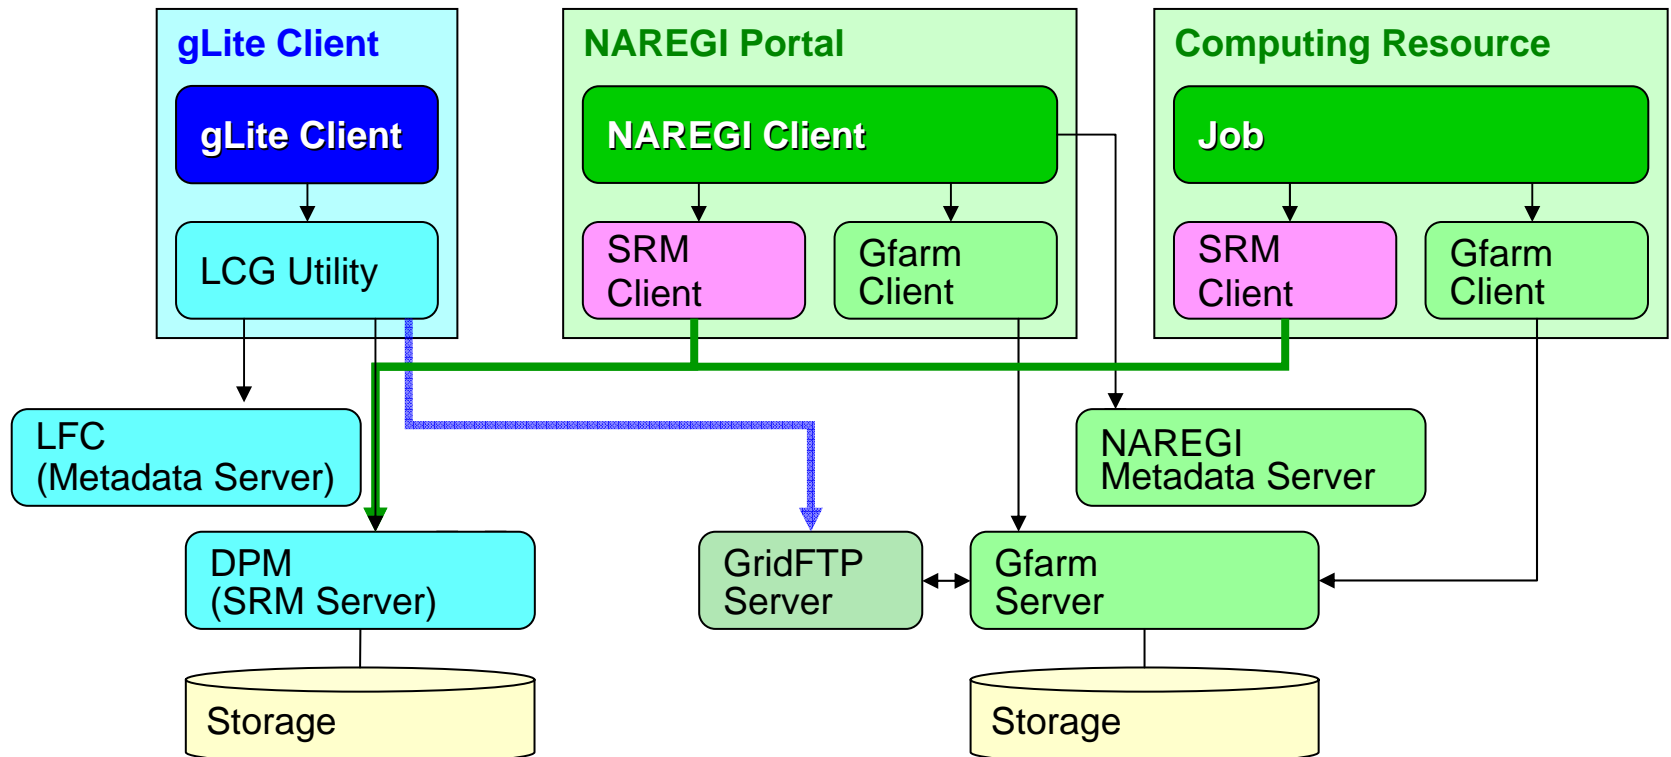 gLite Client
NAREGI Portal
Computing Resource
gLite Client
NAREGI Client
Job
LCG Utility
SRM
Client
Gfarm
Client
SRM
Client
Gfarm
Client
LFC
(Metadata Server)
NAREGI
Metadata Server
DPM
(SRM Server)
GridFTP
Server
Gfarm
Server
Storage
Storage